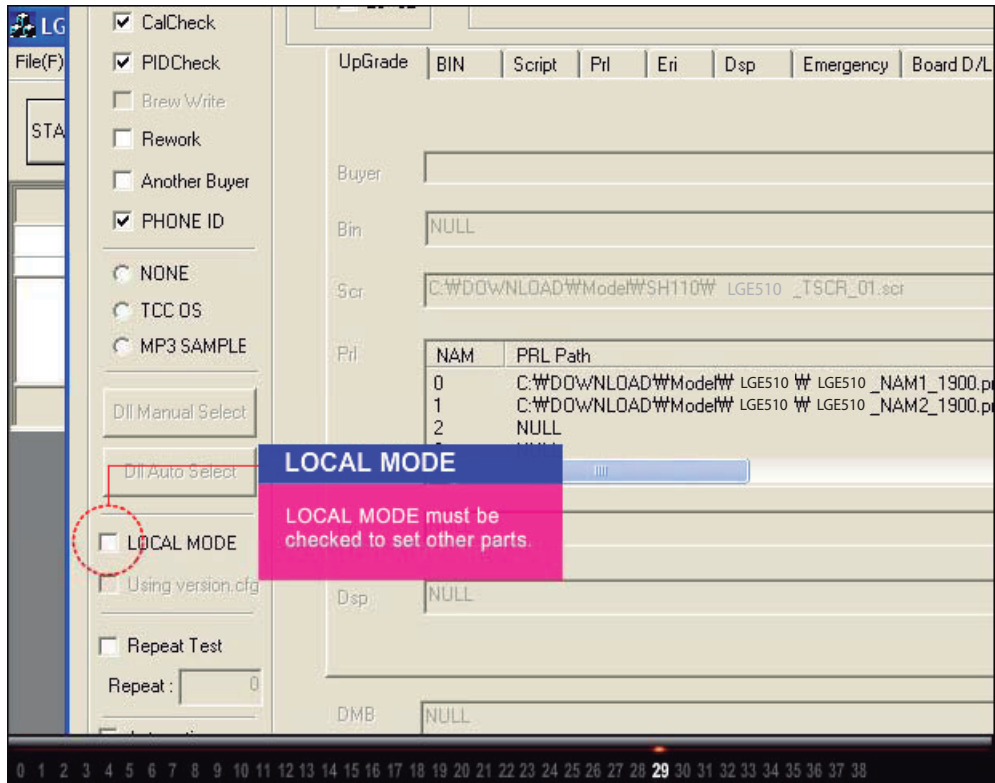 LG
File(F)
STA
CalCheck
PIDCheck
Brew Write
Rework
Another Buyer
PHONE ID
NONE
TCC OS
MP3 SAMPLE
Dll Manual Select
Dll Auto Select
LOCAL MODE
Using version.cfg
Repeat Test
Repeat : 0
UpGrade BIN Script Prl Eri Dsp Emergency Board D/L
Buyer
Bin NULL
Scr C:₩DOWNLOAD₩Model₩SH110₩ LGE510 _TSCR_01.scr
Prl
NAM PRL Path
0 C:₩DOWNLOAD₩Model₩ LGE510 ₩ LGE510 _NAM1_1900.pr
1 C:₩DOWNLOAD₩Model₩ LGE510 ₩ LGE510 _NAM2_1900.pr
2 NULL
LOCAL MODE
LOCAL MODE must be
checked to set other parts.
Dsp NULL
DMB NULL
0 1 2 3 4 5 6 7 8 9 10 11 12 13 14 15 16 17 18 19 20 21 22 23 24 25 26 27 28 29 30 31 32 33 34 35 36 37 38